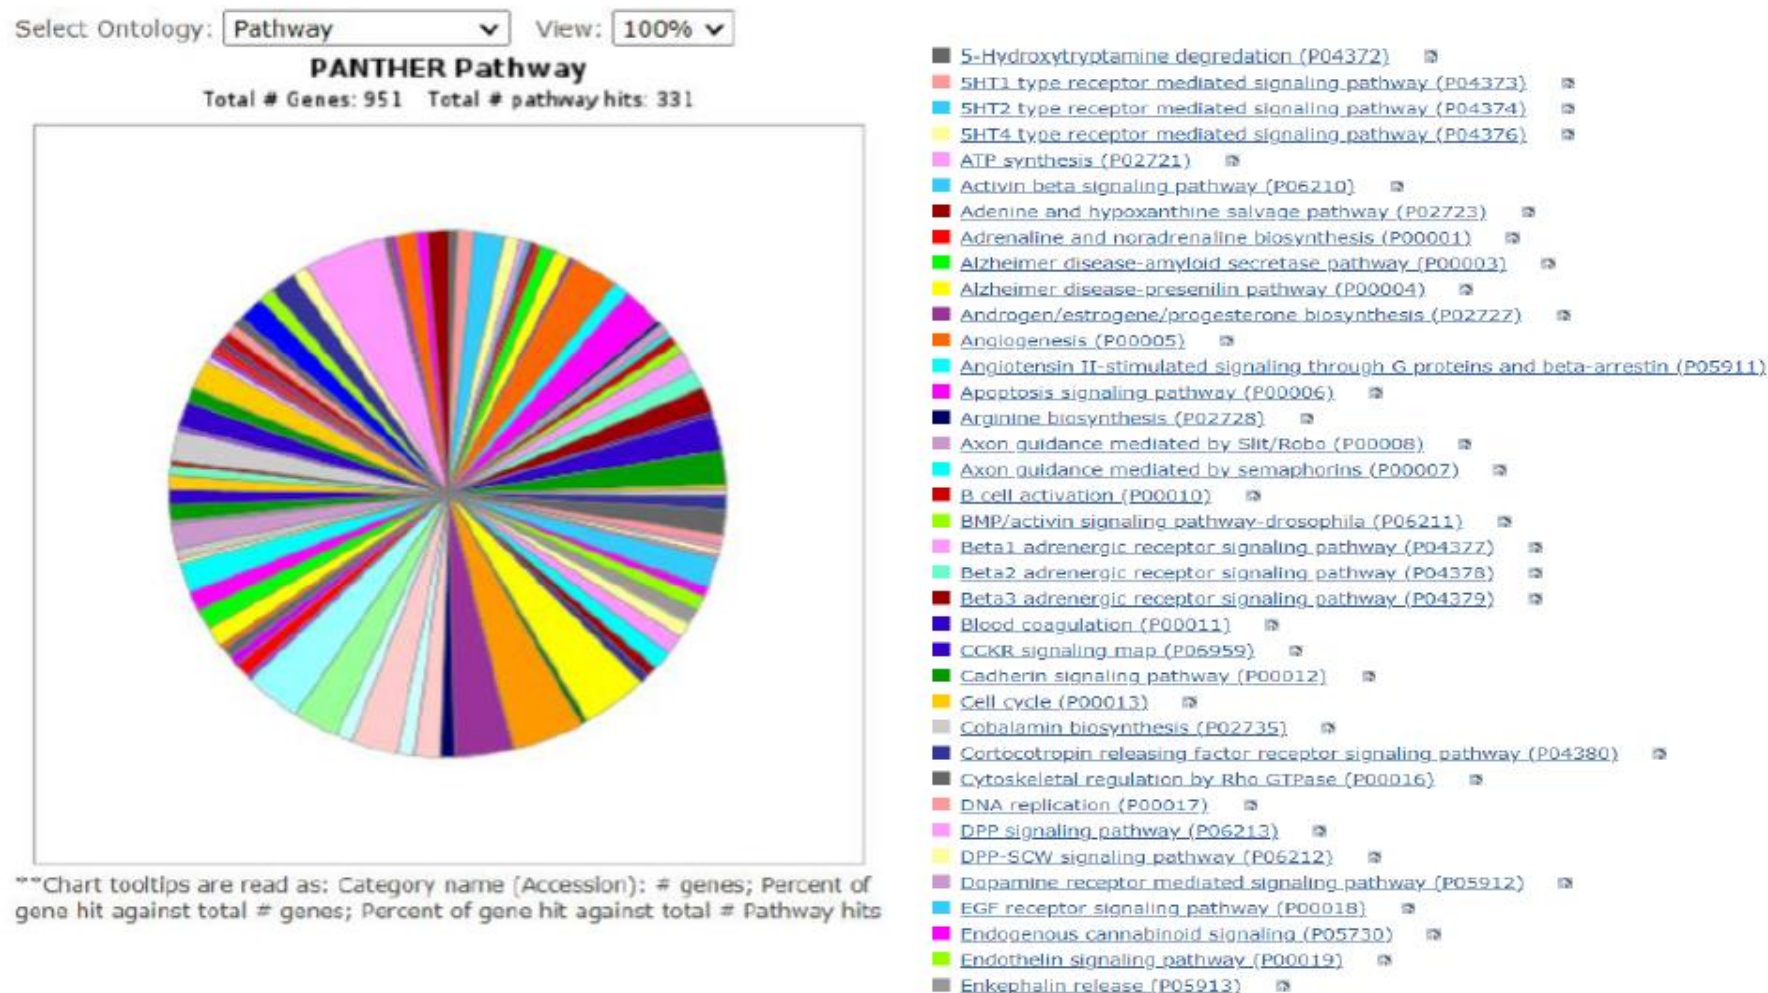 Select Ontology: Pathway View: 100%
PANTHER Pathway
Total # Genes: 951 Total # pathway hits: 331
**Chart tooltips are read as: Category name (Accession): # genes; Percent of
gene hit against total # genes; Percent of gene hit against total # Pathway hits
5-Hydroxytryptamine degredation (P04372)
5HT1 type receptor mediated signaling pathway (P04373)
5HT2 type receptor mediated signaling pathway (P04374)
5HT4 type receptor mediated signaling pathway (P04376)
ATP synthesis (P02721)
Activin beta signaling pathway (P06210)
Adenine and hypoxanthine salvage pathway (P02723)
Adrenaline and noradrenaline biosynthesis (P00001)
Alzheimer disease-amyloid secretase pathway (P00003)
Alzheimer disease-presenilin pathway (P00004)
Androgen/estrogene/progesterone biosynthesis (P02727)
Angiogenesis (P00005)
Angiotensin II-stimulated signaling through G proteins and beta-arrestin (P05911)
Apoptosis signaling pathway (P00006)
Arginine biosynthesis (P02728)
Axon guidance mediated by Slit/Robo (P00008)
Axon guidance mediated by semaphorins (P00007)
B cell activation (P00010)
BMP/activin signaling pathway-drosophila (P06211)
Beta1 adrenergic receptor signaling pathway (P04377)
Beta2 adrenergic receptor signaling pathway (P04378)
Beta3 adrenergic receptor signaling pathway (P04379)
Blood coagulation (P00011)
CCKR signaling map (P06959)
Cadherin signaling pathway (P00012)
Cell cycle (P00013)
Cobalamin biosynthesis (P02735)
Cortocotropin releasing factor receptor signaling pathway (P04380)
Cytoskeletal regulation by Rho GTPase (P00016)
DNA replication (P00017)
DPP signaling pathway (P06213)
DPP-SCW signaling pathway (P06212)
Dopamine receptor mediated signaling pathway (P05912)
EGF receptor signaling pathway (P00018)
Endogenous cannabinoid signaling (P05730)
Endothelin signaling pathway (P00019)
Enkephalin release (P05913)